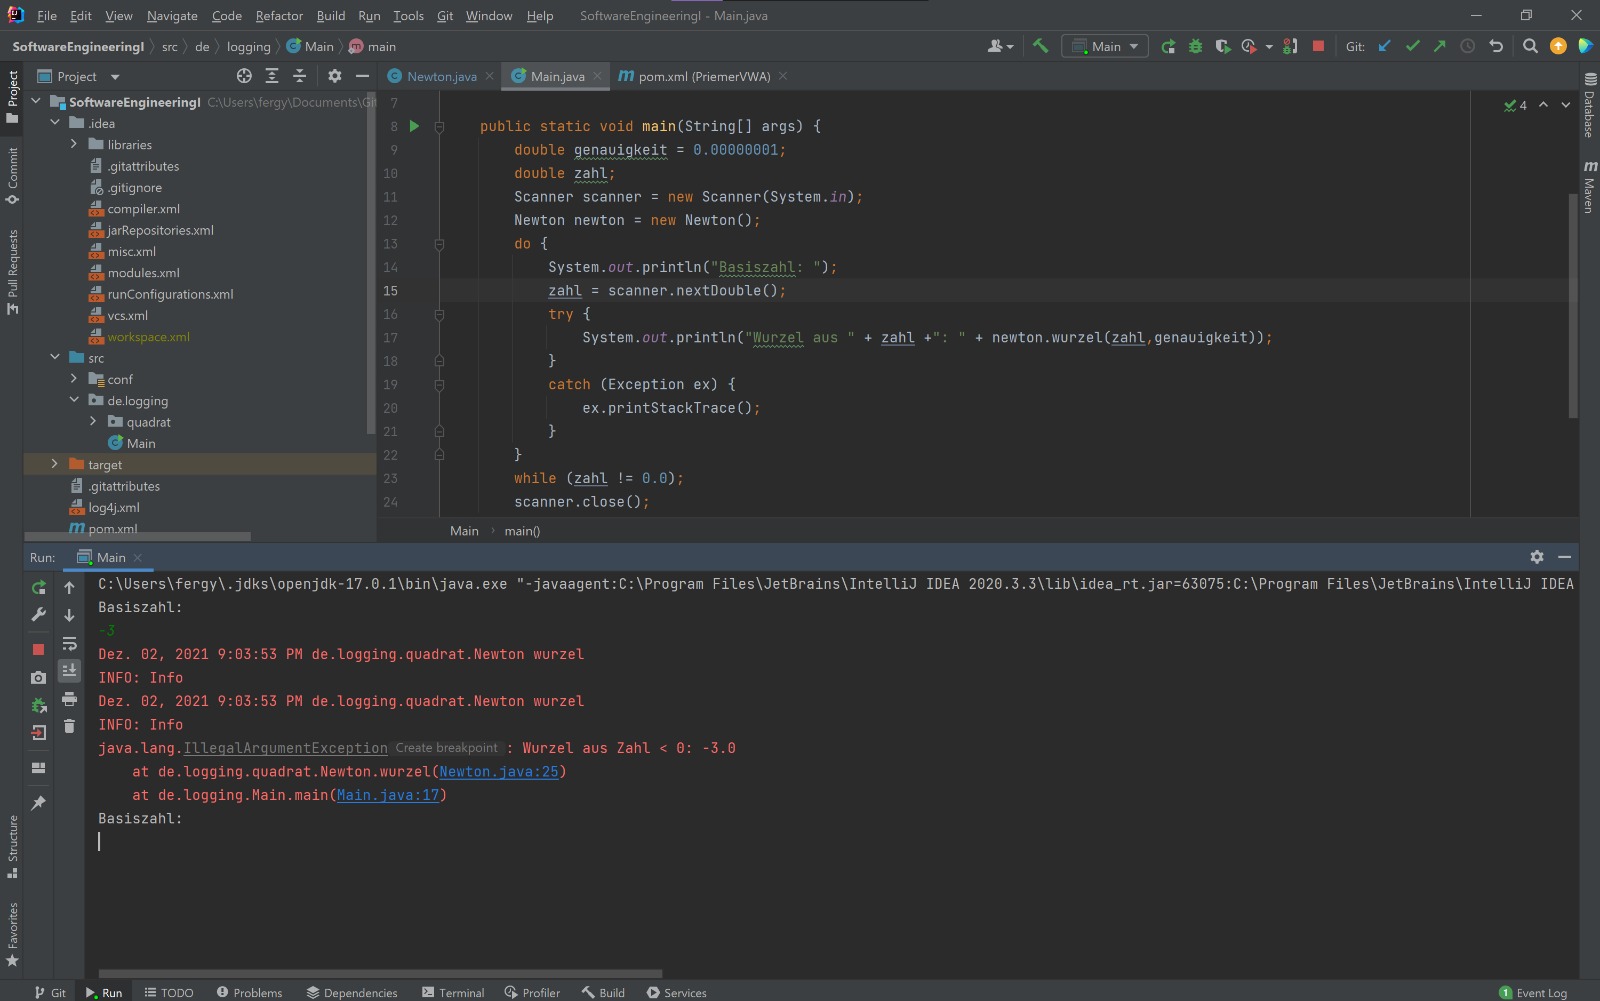 File Edit View Navigate Code Refactor Build Run Tools Git Window Help SoftwareEngineeringI - Main.java
SoftwareEngineeringI src de logging Main main
Main Git:
Project
Newton.java Main.java pom.xml (PriemerVWA)
SoftwareEngineeringI C:\Users\fergy\Documents\Git
.idea
libraries
.gitattributes
.gitignore
compiler.xml
jarRepositories.xml
misc.xml
modules.xml
runConfigurations.xml
vcs.xml
workspace.xml
src
conf
de.logging
quadrat
Main
target
.gitattributes
log4j.xml
pom.xml
Project
Commit
Pull Requests
Structure
Favorites
4
7
8 public static void main(String[] args) {
9 double genauigkeit = 0.00000001;
10 double zahl;
11 Scanner scanner = new Scanner(System.in);
12 Newton newton = new Newton();
13 do {
14 System.out.println("Basiszahl: ");
15 zahl = scanner.nextDouble();
16 try {
17 System.out.println("Wurzel aus " + zahl +": " + newton.wurzel(zahl,genauigkeit));
18 }
19 catch (Exception ex) {
20 ex.printStackTrace();
21 }
22 }
23 while (zahl != 0.0);
24 scanner.close();
Main main()
Database
Maven
Run: Main
C:\Users\fergy\.jdks\openjdk-17.0.1\bin\java.exe "-javaagent:C:\Program Files\JetBrains\IntelliJ IDEA 2020.3.3\lib\idea_rt.jar=63075:C:\Program Files\JetBrains\IntelliJ IDEA
Basiszahl:
-3
Dez. 02, 2021 9:03:53 PM de.logging.quadrat.Newton wurzel
INFO: Info
Dez. 02, 2021 9:03:53 PM de.logging.quadrat.Newton wurzel
INFO: Info
java.lang.IllegalArgumentException Create breakpoint : Wurzel aus Zahl < 0: -3.0
at de.logging.quadrat.Newton.wurzel(Newton.java:25)
at de.logging.Main.main(Main.java:17)
Basiszahl:
Git Run TODO Problems Dependencies Terminal Profiler Build Services 1 Event Log